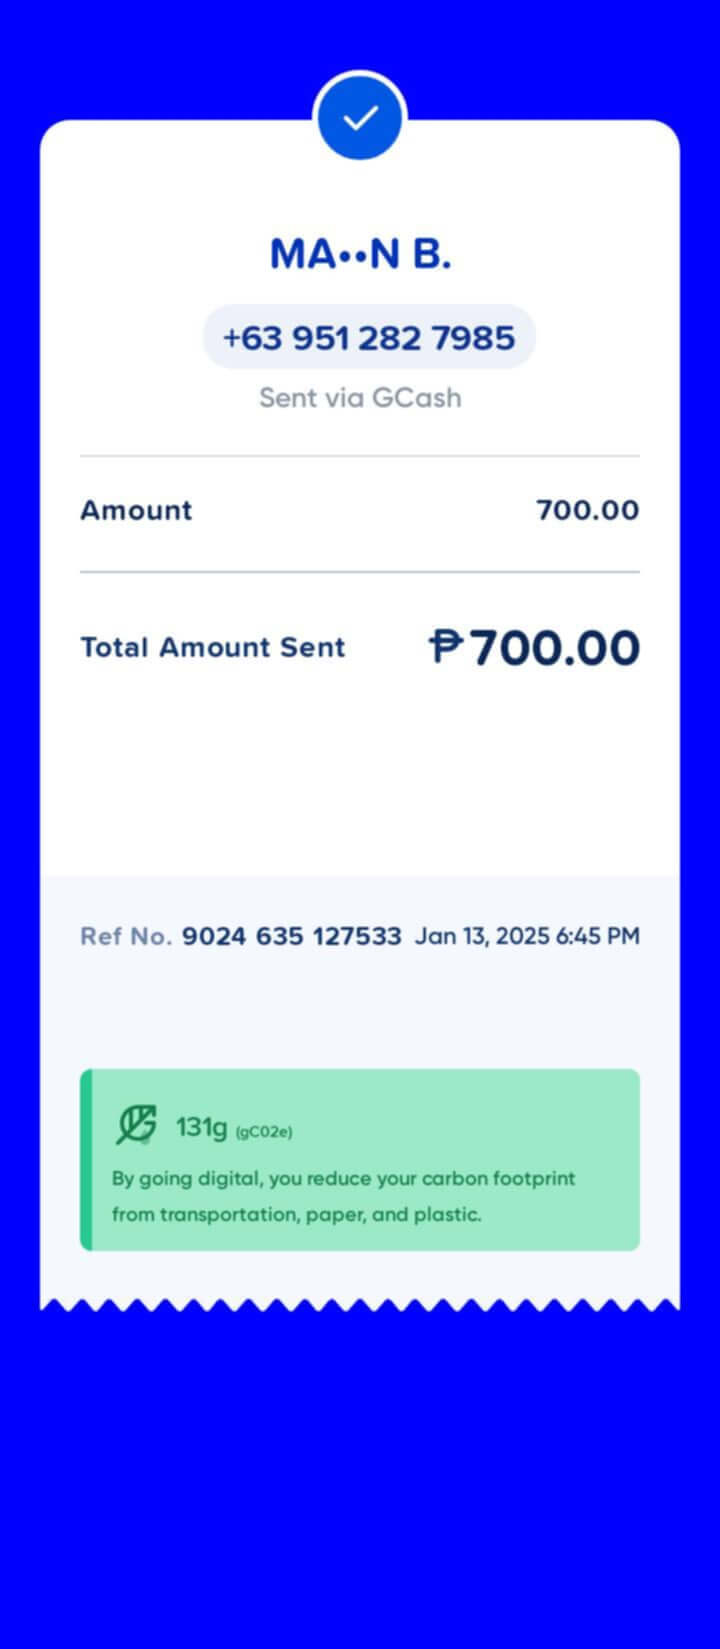 MA••N B.
+63 951 282 7985
Sent via GCash
Amount 700.00
Total Amount Sent ₱700.00
Ref No. 9024 635 127533 Jan 13, 2025 6:45 PM
131g (gC02e)
By going digital, you reduce your carbon footprint
from transportation, paper, and plastic.